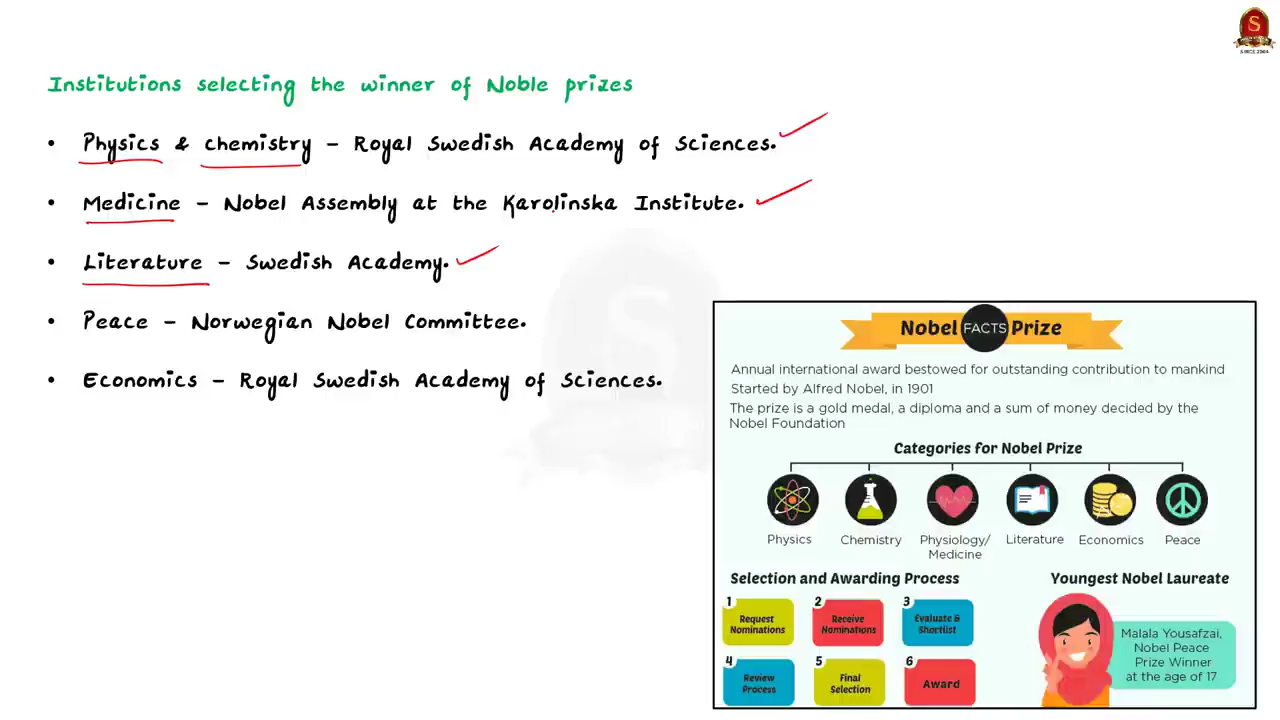 S
SINCE 2004
Institutions selecting the winner of Noble prizes
• Physics & chemistry – Royal Swedish Academy of Sciences.
• Medicine – Nobel Assembly at the Karolinska Institute.
• Literature – Swedish Academy.
• Peace – Norwegian Nobel Committee.
• Economics – Royal Swedish Academy of Sciences.
Nobel FACTS Prize
Annual international award bestowed for outstanding contribution to mankind
Started by Alfred Nobel, in 1901
The prize is a gold medal, a diploma and a sum of money decided by the
Nobel Foundation
Categories for Nobel Prize
Physics
Chemistry
Physiology/
Medicine
Literature
Economics
Peace
Selection and Awarding Process
1
Request
Nominations
2
Receive
Nominations
3
Evaluate &
Shortlist
4
Review
Process
5
Final
Selection
6
Award
Youngest Nobel Laureate
Malala Yousafzai,
Nobel Peace
Prize Winner
at the age of 17